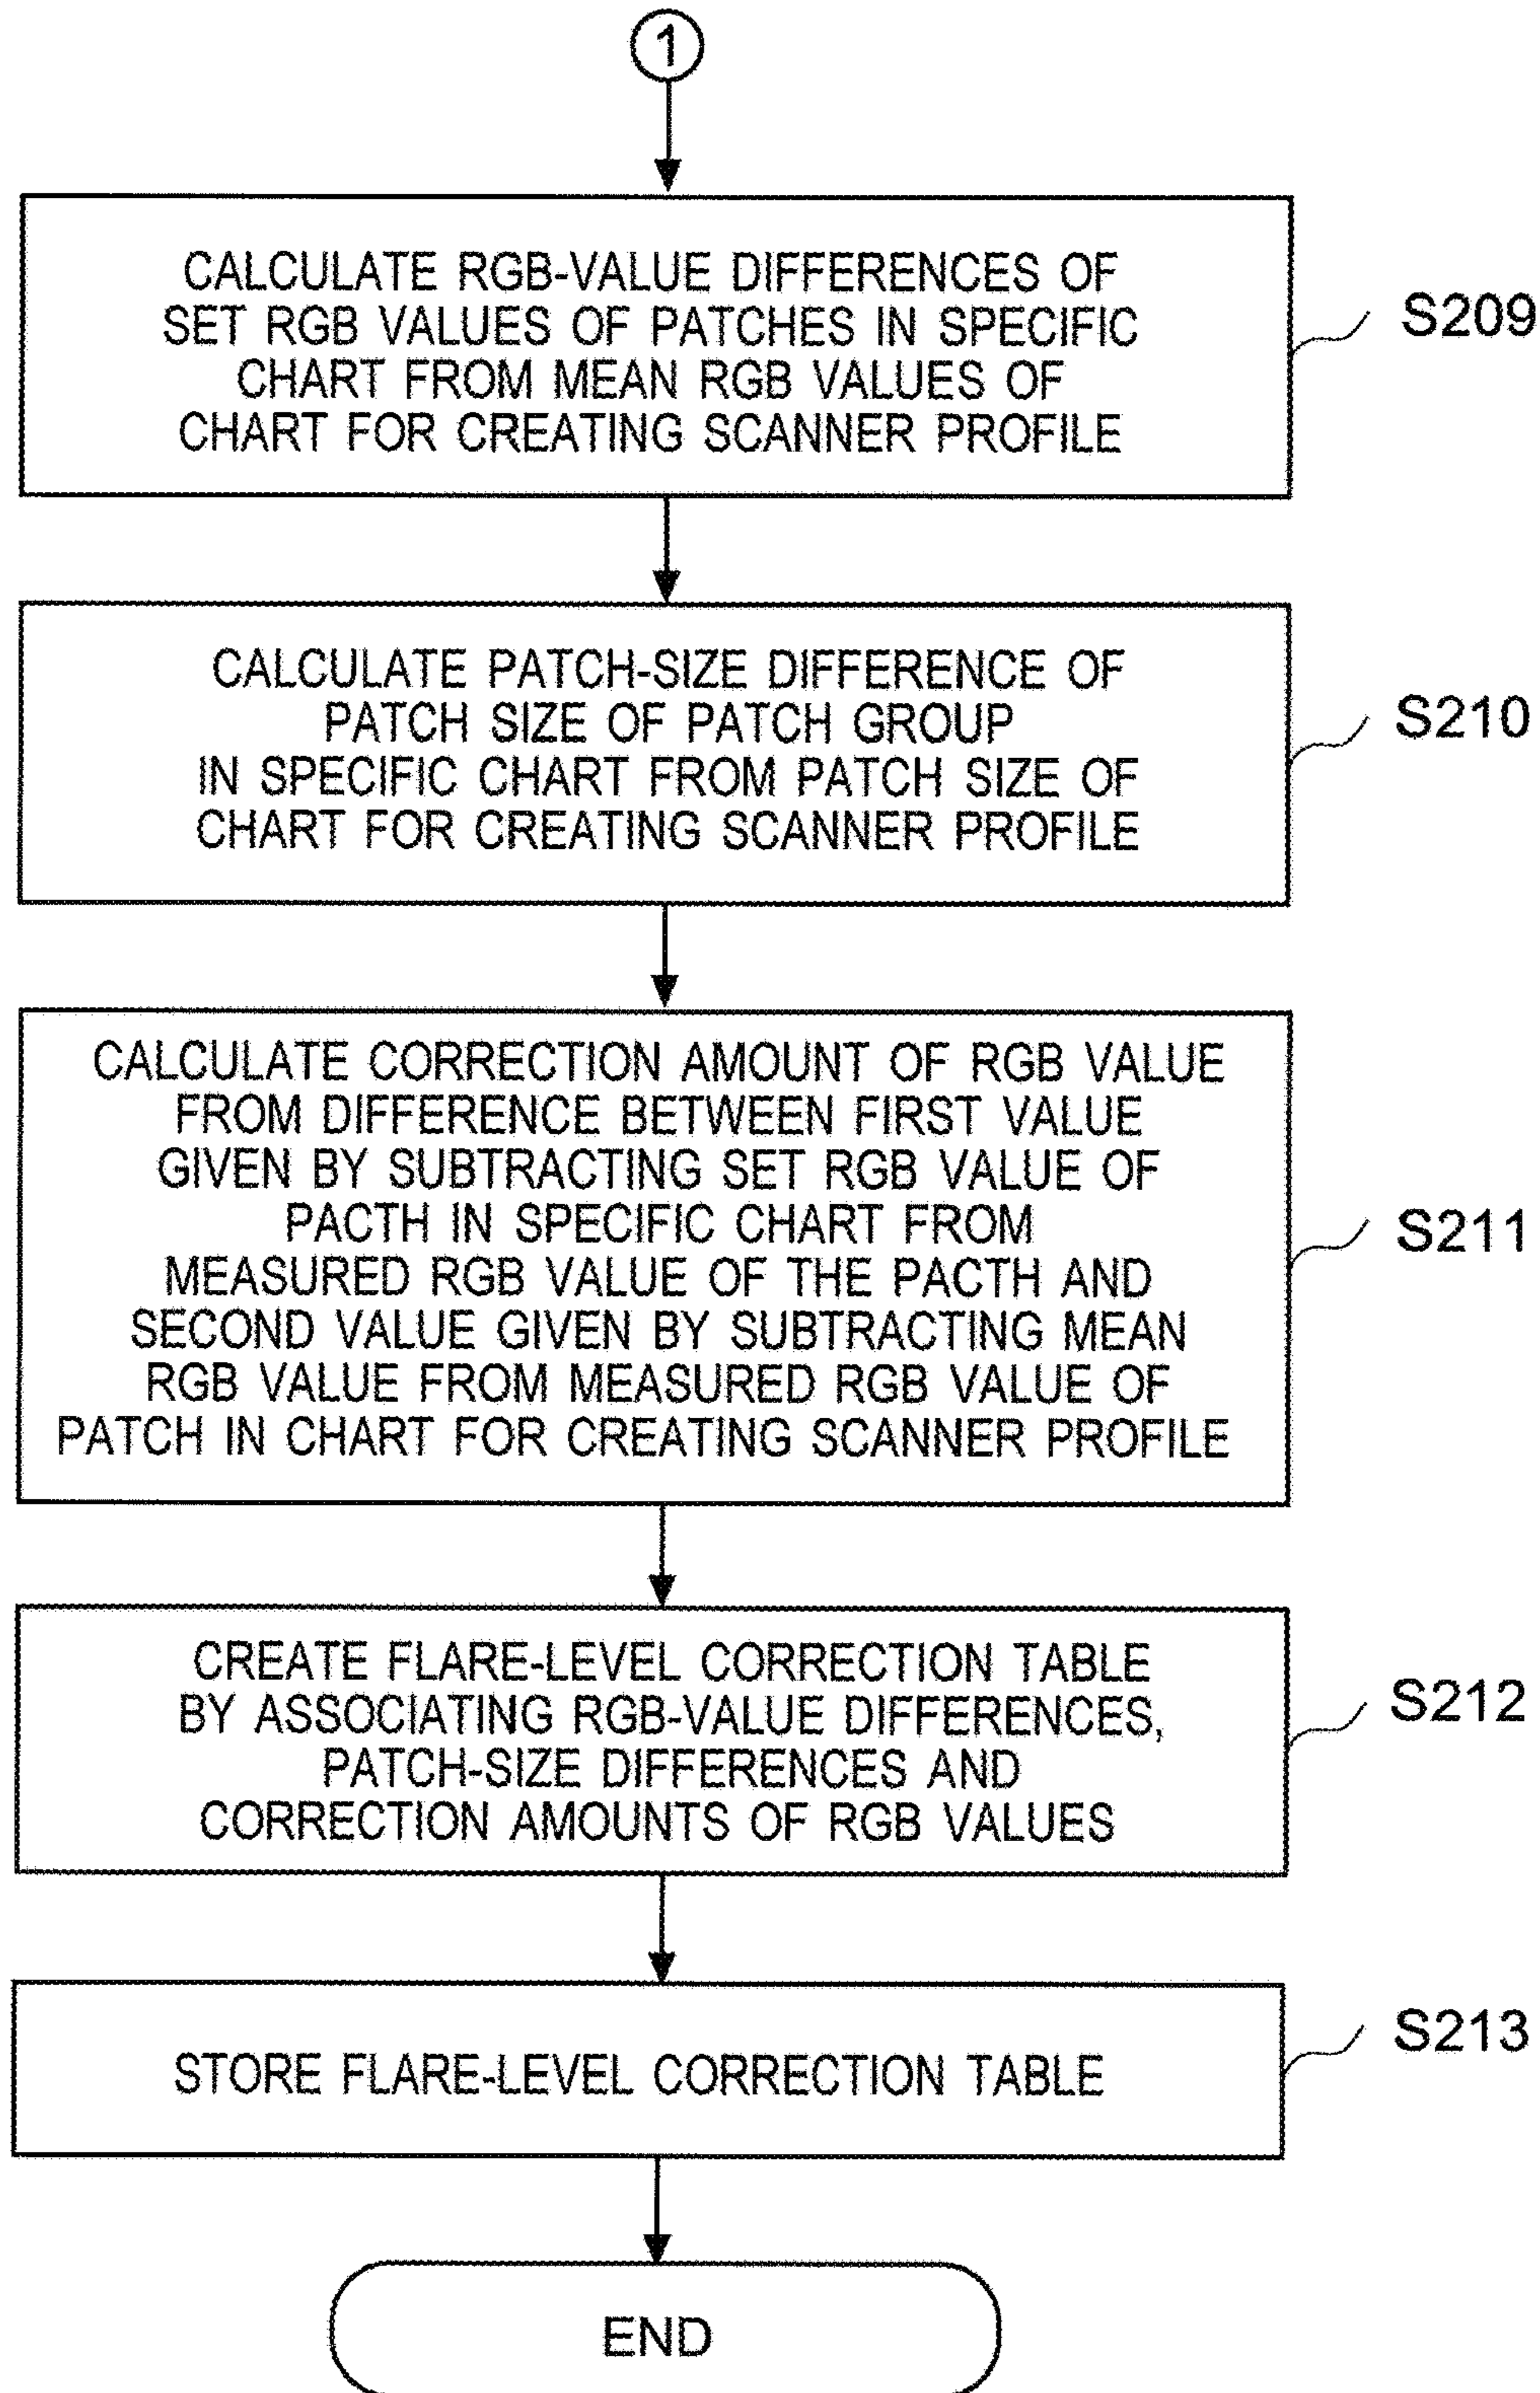 1
CALCULATE RGB-VALUE DIFFERENCES OF
SET RGB VALUES OF PATCHES IN SPECIFIC
CHART FROM MEAN RGB VALUES OF
CHART FOR CREATING SCANNER PROFILE
S209
CALCULATE PATCH-SIZE DIFFERENCE OF
PATCH SIZE OF PATCH GROUP
IN SPECIFIC CHART FROM PATCH SIZE OF
CHART FOR CREATING SCANNER PROFILE
S210
CALCULATE CORRECTION AMOUNT OF RGB VALUE
FROM DIFFERENCE BETWEEN FIRST VALUE
GIVEN BY SUBTRACTING SET RGB VALUE OF
PACTH IN SPECIFIC CHART FROM
MEASURED RGB VALUE OF THE PACTH AND
SECOND VALUE GIVEN BY SUBTRACTING MEAN
RGB VALUE FROM MEASURED RGB VALUE OF
PATCH IN CHART FOR CREATING SCANNER PROFILE
S211
CREATE FLARE-LEVEL CORRECTION TABLE
BY ASSOCIATING RGB-VALUE DIFFERENCES,
PATCH-SIZE DIFFERENCES AND
CORRECTION AMOUNTS OF RGB VALUES
S212
STORE FLARE-LEVEL CORRECTION TABLE
S213
END